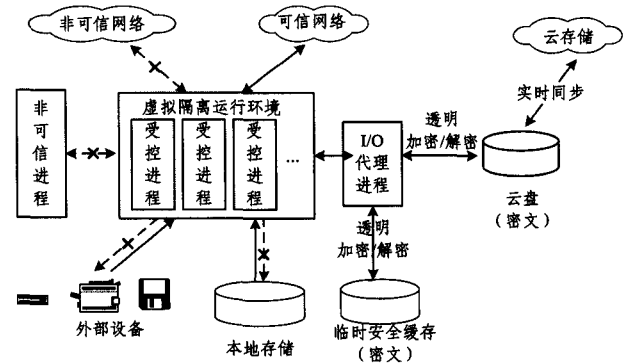 非可信网络
可信网络
云存储
实时同步
虚拟隔离运行环境
非可信进程
受控进程
受控进程
受控进程
...
I/O
代理
进程
透明
加密/解密
云盘
（密文）
透明
加密/解密
外部设备
本地存储
临时安全缓存
（密文）